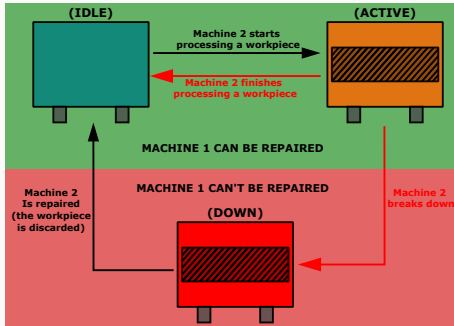 (IDLE)
(ACTIVE)
Machine 2 starts
processing a workpiece
Machine 2 finishes
processing a workpiece
MACHINE 1 CAN BE REPAIRED
MACHINE 1 CAN'T BE REPAIRED
Machine 2
Is repaired
(the workpiece
is discarded)
(DOWN)
Machine 2
breaks down